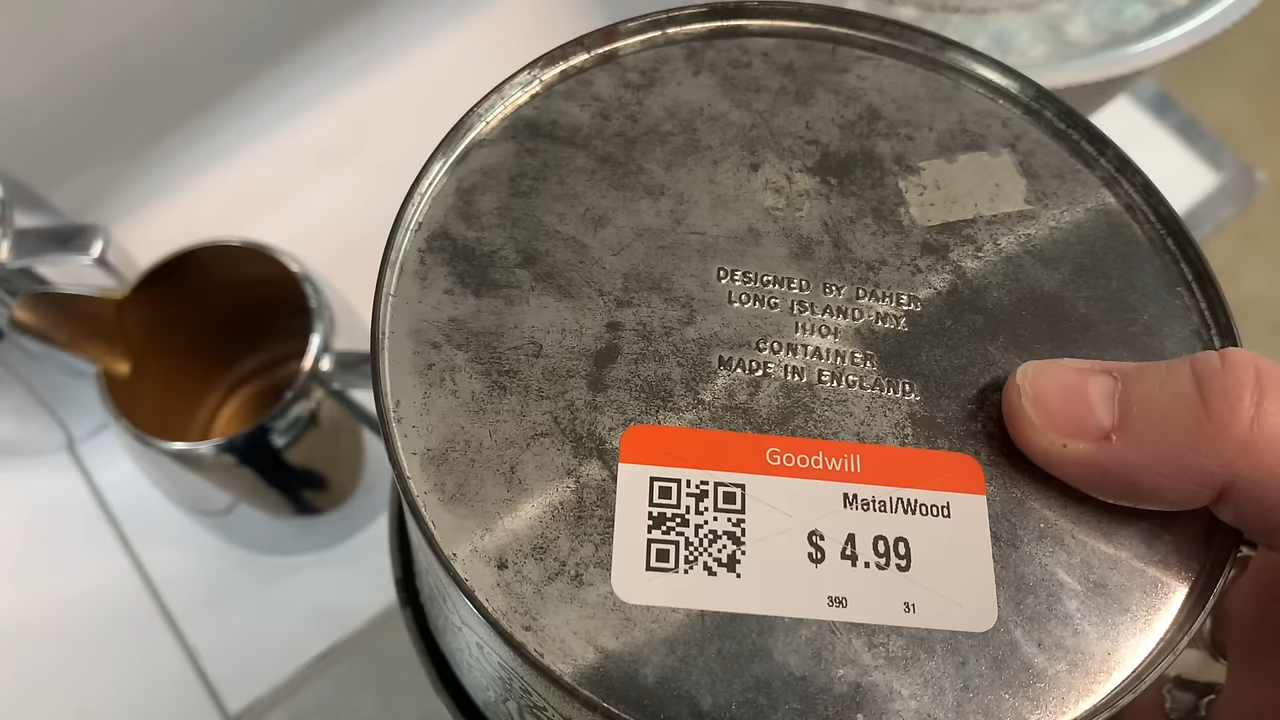 DESIGNED BY DAHER
LONG ISLAND-NY.
11101
CONTAINER
MADE IN ENGLAND.
Goodwill
Metal/Wood
$ 4.99
390 31